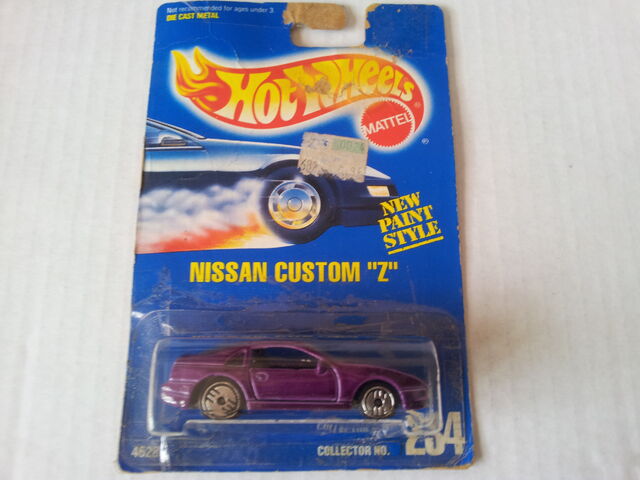 Not recommended for ages under 3.
DIE CAST METAL
HOT WHEELS
MATTEL
®
NEW
PAINT
STYLE
NISSAN CUSTOM "Z"
COLLECTOR NO. 234